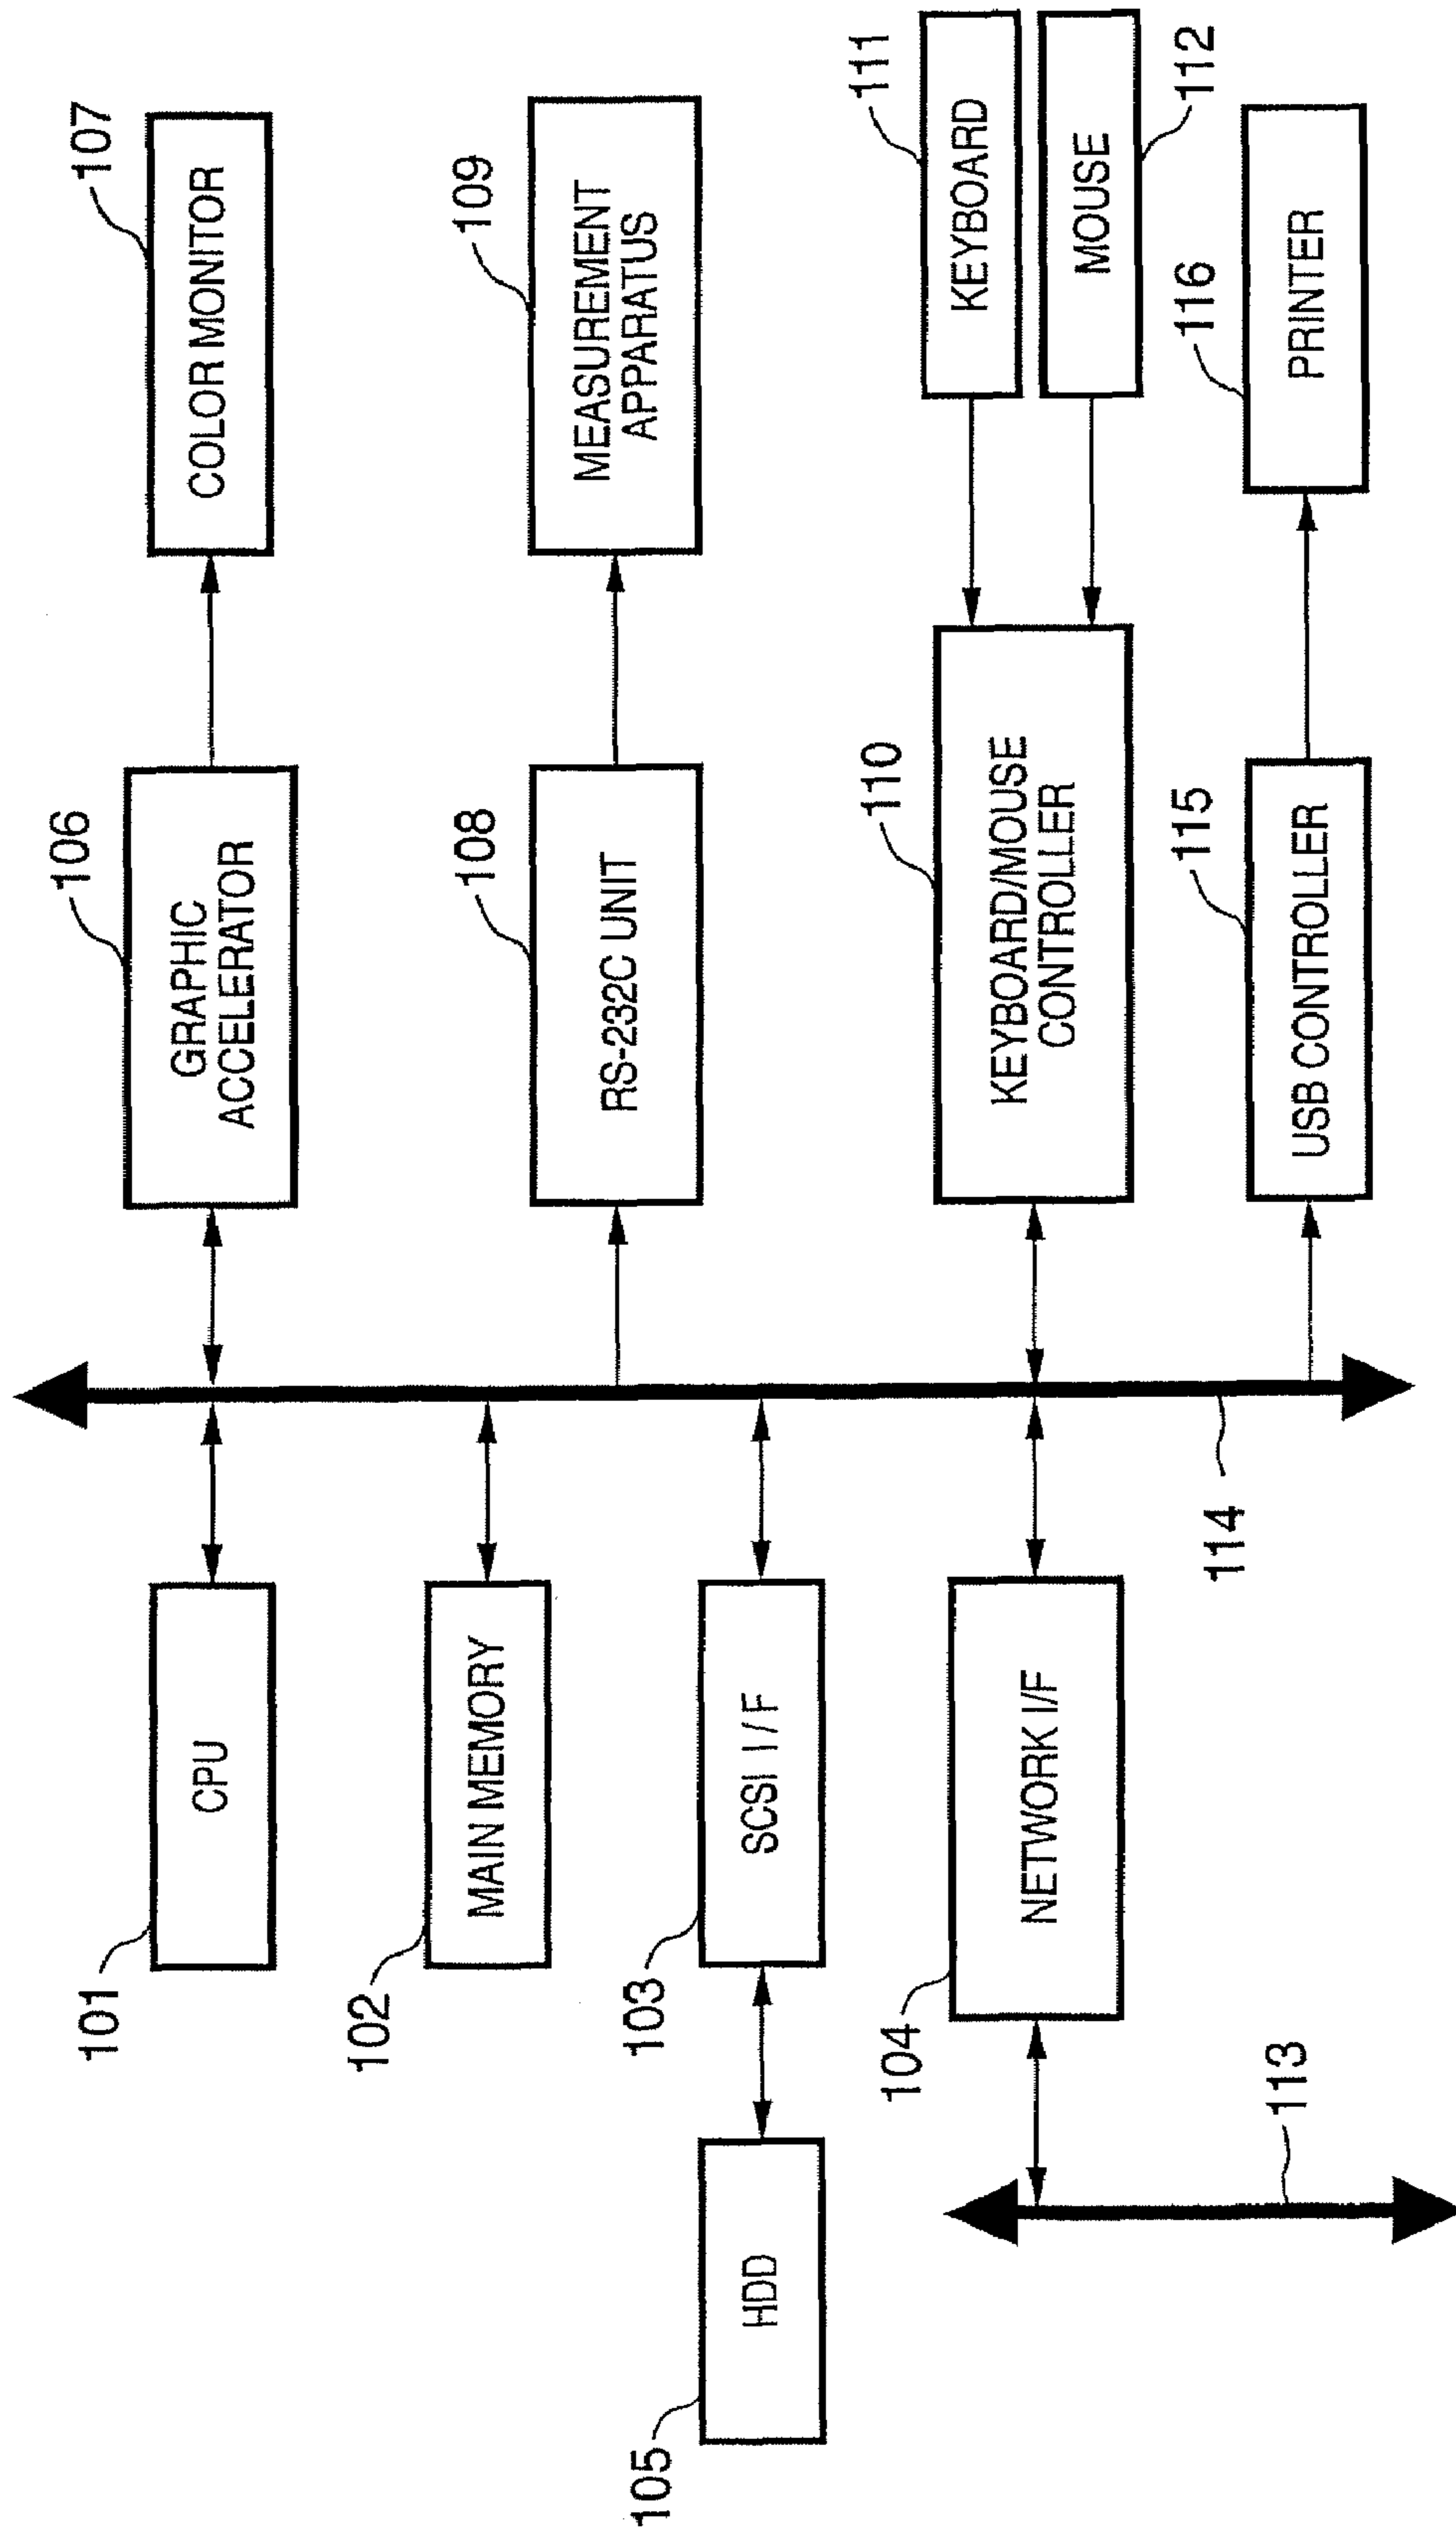 101
CPU
106
GRAPHIC
ACCELERATOR
107
COLOR MONITOR
102
MAIN MEMORY
108
RS-232C UNIT
109
MEASUREMENT
APPARATUS
105
HDD
103
SCSI I/F
104
NETWORK I/F
110
KEYBOARD/MOUSE
CONTROLLER
111
KEYBOARD
MOUSE
112
113
114
115
USB CONTROLLER
116
PRINTER